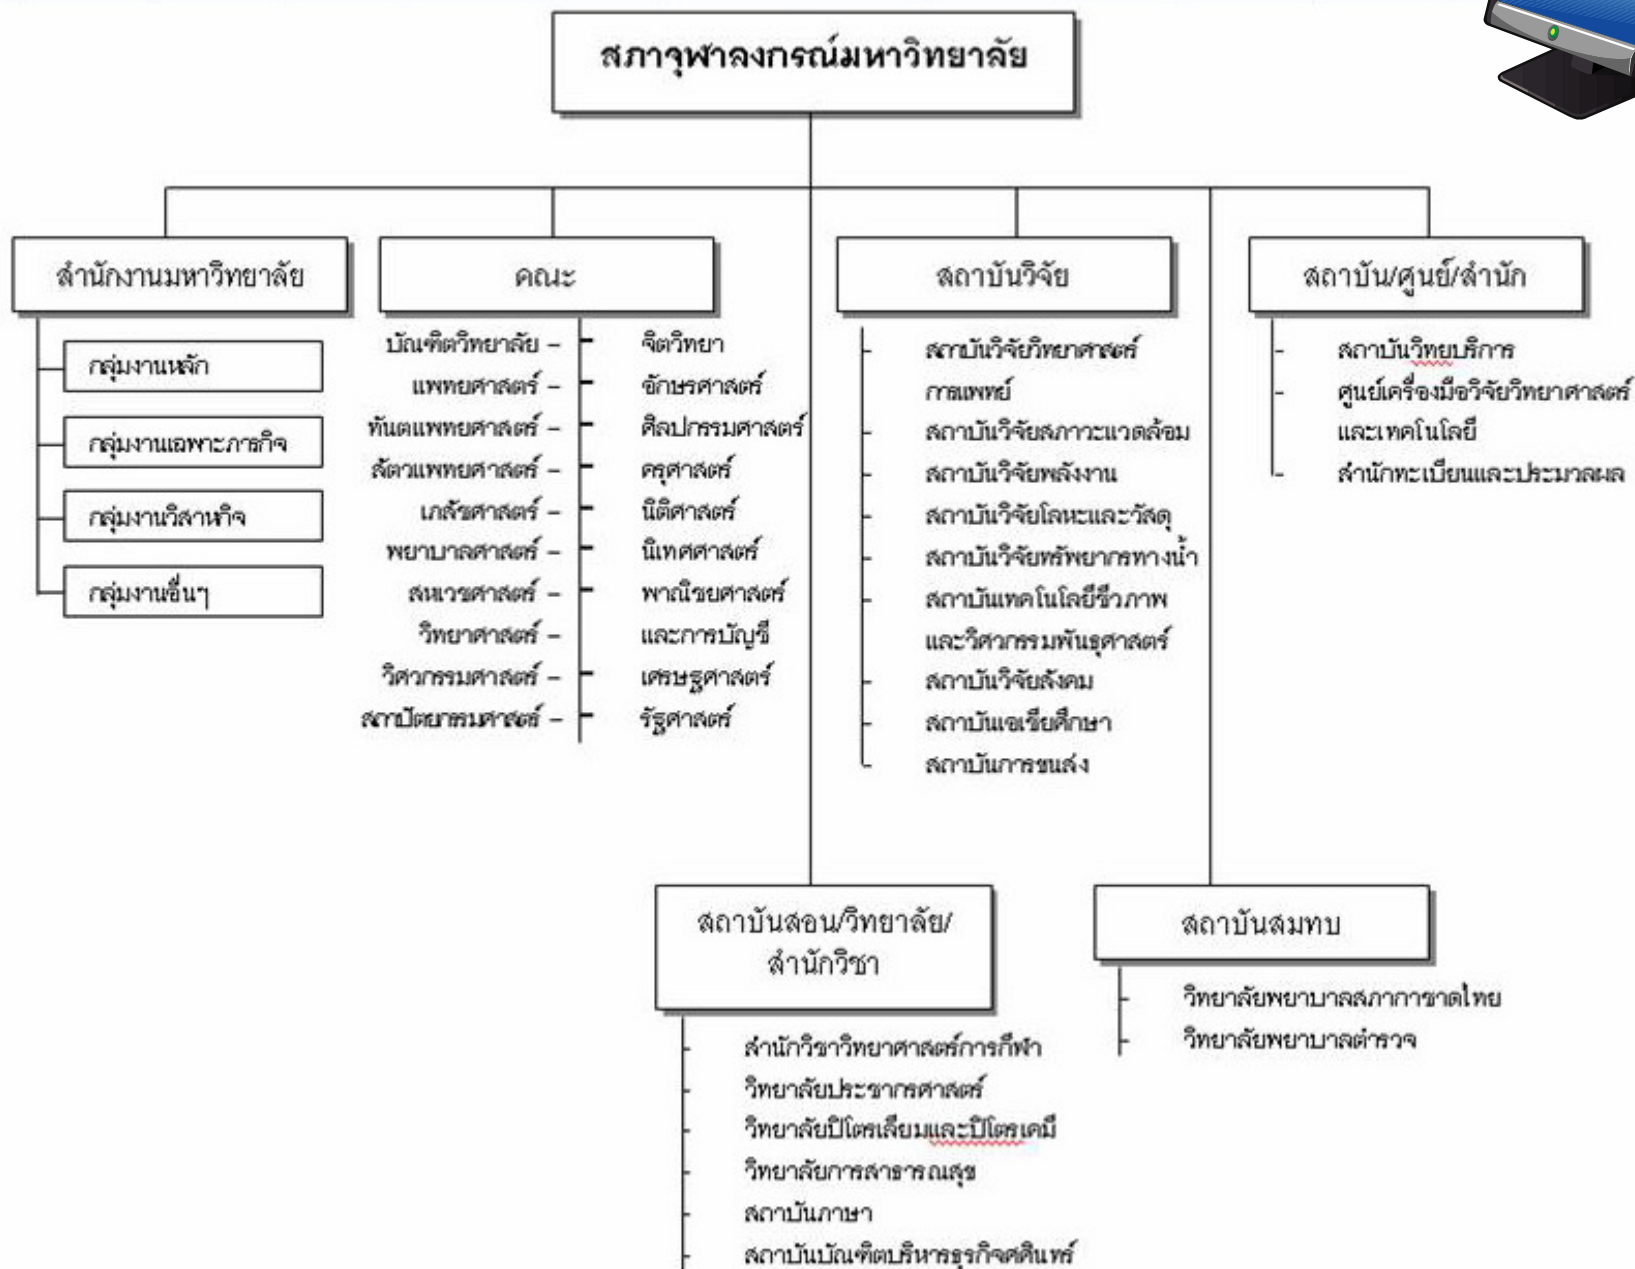 สภาจุฬาลงกรณ์มหาวิทยาลัย
สำนักงานมหาวิทยาลัย
กลุ่มงานหลัก
กลุ่มงานเฉพาะภารกิจ
กลุ่มงานวิสาหกิจ
กลุ่มงานอื่นๆ
คณะ
บัณฑิตวิทยาลัย –
แพทยศาสตร์ –
ทันตแพทยศาสตร์ –
สัตวแพทยศาสตร์ –
เภสัชศาสตร์ –
พยาบาลศาสตร์ –
สหเวชศาสตร์ –
วิทยาศาสตร์ –
วิศวกรรมศาสตร์ –
สถาปัตยกรรมศาสตร์ –
- จิตวิทยา
- อักษรศาสตร์
- ศิลปกรรมศาสตร์
- ครุศาสตร์
- นิติศาสตร์
- นิเทศศาสตร์
- พาณิชยศาสตร์
และการบัญชี
- เศรษฐศาสตร์
- รัฐศาสตร์
สถาบันวิจัย
- สถาบันวิจัยวิทยาศาสตร์
การแพทย์
- สถาบันวิจัยสภาวะแวดล้อม
- สถาบันวิจัยพลังงาน
- สถาบันวิจัยโลหะและวัสดุ
- สถาบันวิจัยทรัพยากรทางน้ำ
- สถาบันเทคโนโลยีชีวภาพ
และวิศวกรรมพันธุศาสตร์
- สถาบันวิจัยสังคม
- สถาบันเอเชียศึกษา
- สถาบันการขนส่ง
สถาบัน/ศูนย์/สำนัก
- สถาบันวิทยบริการ
- ศูนย์เครื่องมือวิจัยวิทยาศาสตร์
และเทคโนโลยี
- สำนักทะเบียนและประมวลผล
สถาบันสอน/วิทยาลัย/
สำนักวิชา
- สำนักวิชาวิทยาศาสตร์การกีฬา
- วิทยาลัยประชากรศาสตร์
- วิทยาลัยปิโตรเลียมและปิโตรเคมี
- วิทยาลัยการสาธารณสุข
- สถาบันภาษา
- สถาบันบัณฑิตบริหารธุรกิจศศินทร์
สถาบันสมทบ
- วิทยาลัยพยาบาลสภากาชาดไทย
- วิทยาลัยพยาบาลตำรวจ